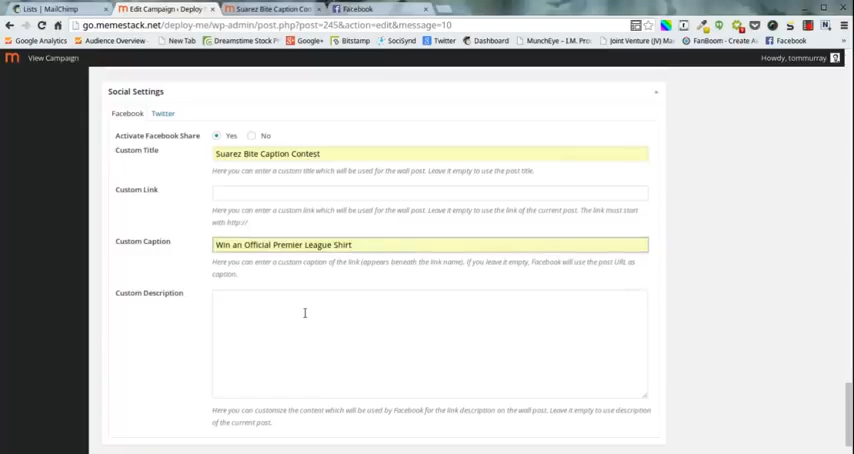 Lists | MailChimp
Edit Campaign ‹ Deploy
Suarez Bite Caption Con
Facebook
go.memestack.net/deploy-me/wp-admin/post.php?post=245&action=edit&message=10
Google Analytics
Audience Overview
New Tab
Dreamstime Stock P
Google+
Bitstamp
SociSynd
Twitter
Dashboard
MunchEye – I.M. Pro
Joint Venture (JV) Ma
FanBoom - Create A
Facebook
View Campaign
Howdy, tommurray
Social Settings
Facebook Twitter
Activate Facebook Share Yes No
Custom Title Suarez Bite Caption Contest
Here you can enter a custom title which will be used for the wall post. Leave it empty to use the post title.
Custom Link
Here you can enter a custom link which will be used for the wall post. Leave it empty to use the link of the current post. The link must start
with http://
Custom Caption Win an Official Premier League Shirt
Here you can enter a custom caption of the link (appears beneath the link name). If you leave it empty, Facebook will use the post URL as
caption.
Custom Description
Here you can customize the content which will be used by Facebook for the link description on the wall post. Leave it empty to use description
of the current post.